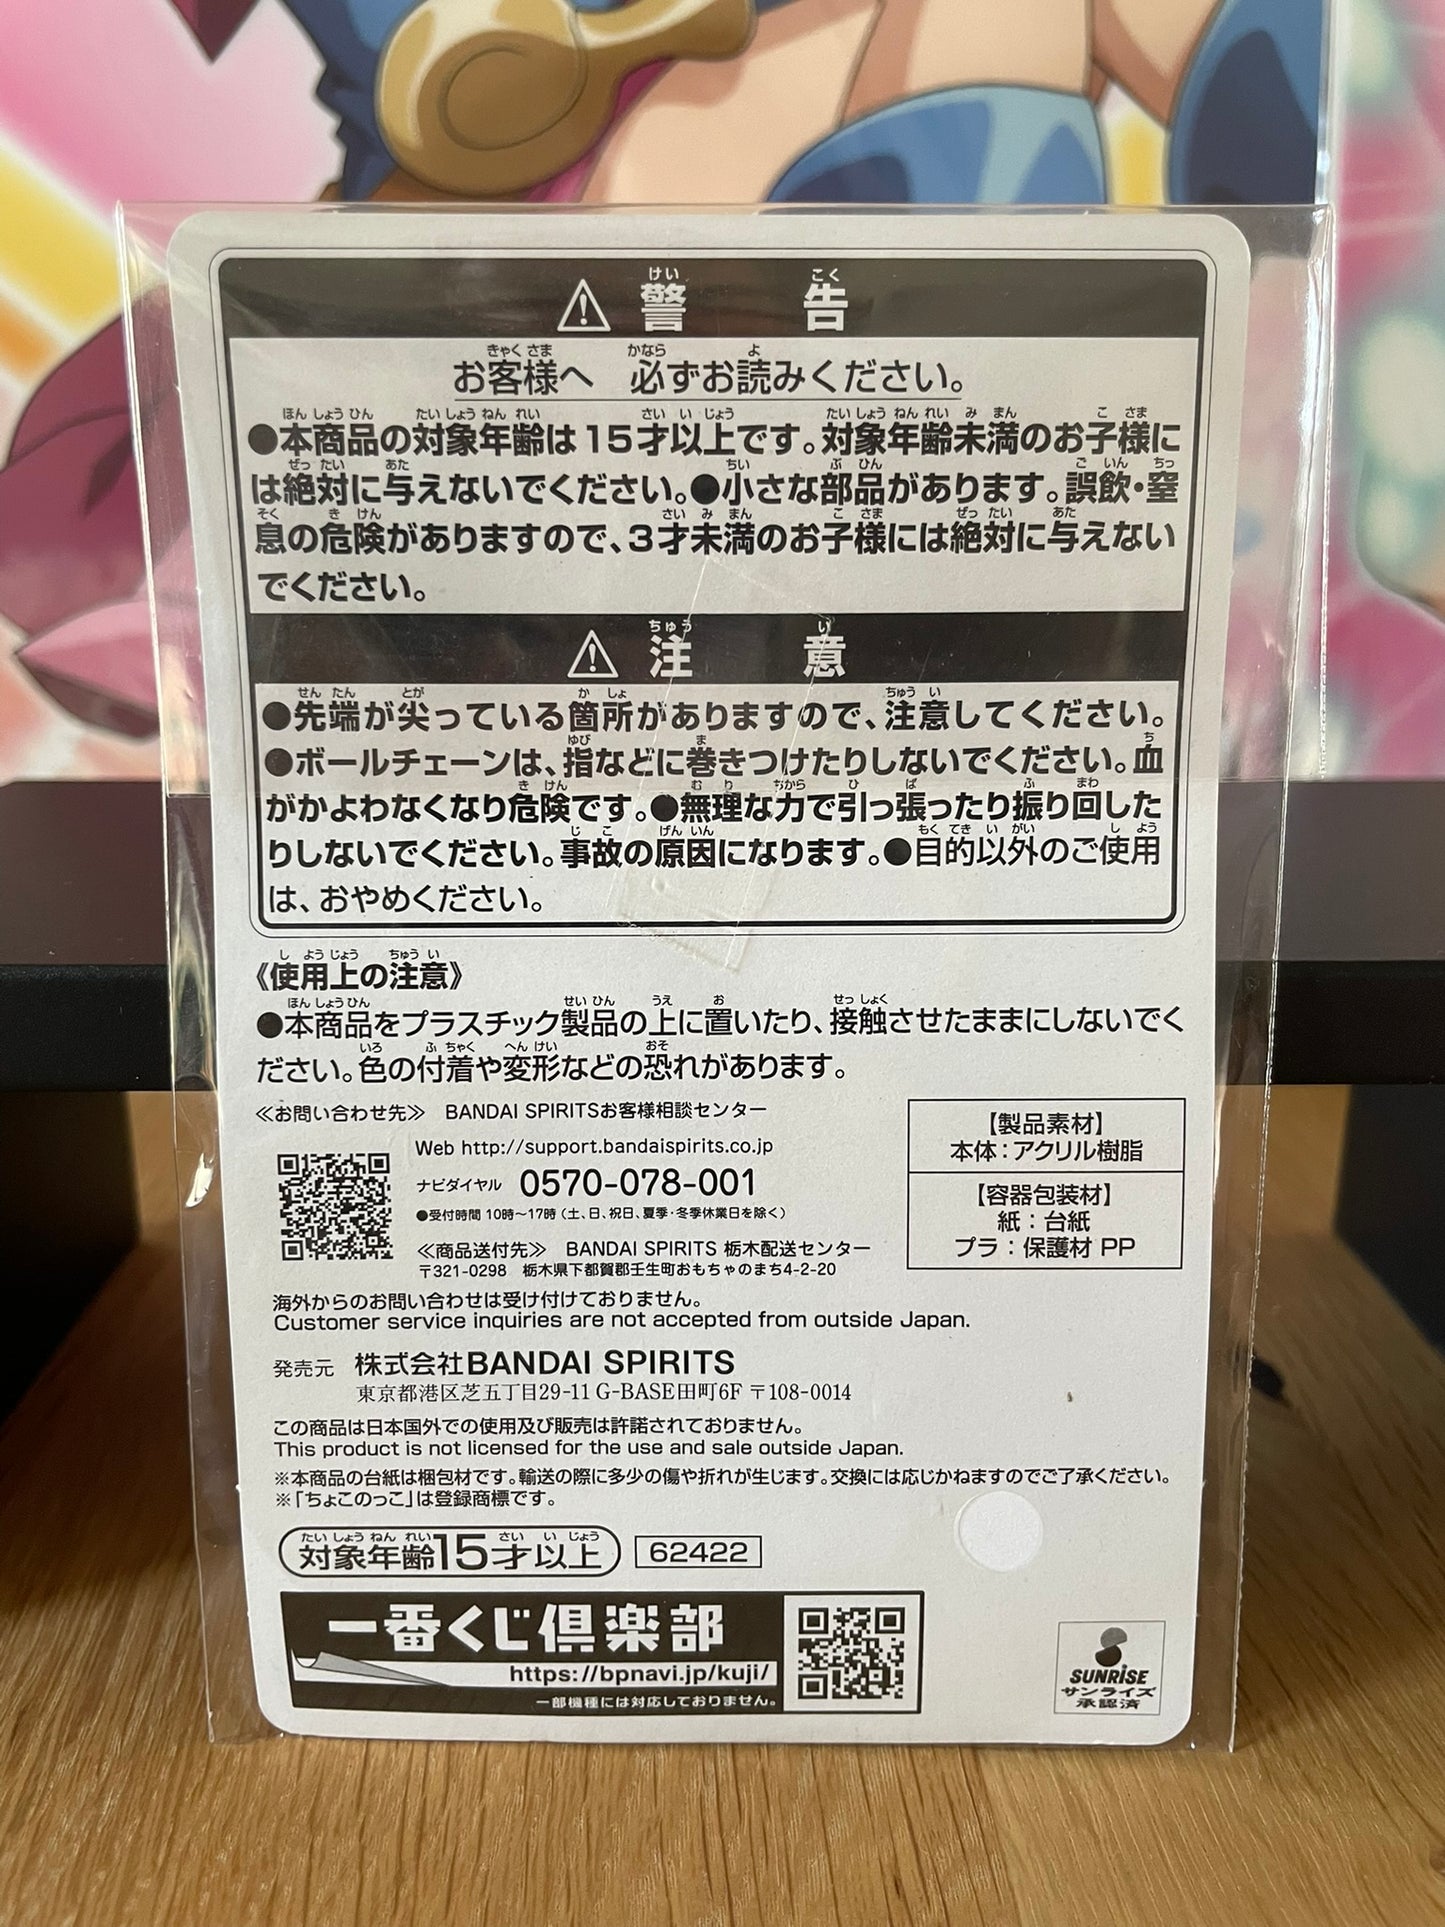 ⚠警告
お客様へ 必ずお読みください。
●本商品の対象年齢は15才以上です。対象年齢未満のお子様に
は絶対に与えないでください。●小さな部品があります。誤飲・窒
息の危険がありますので、3才未満のお子様には絶対に与えない
でください。
⚠注意
●先端が尖っている箇所がありますので、注意してください。
●ボールチェーンは、指などに巻きつけたりしないでください。血
がかよわなくなり危険です。●無理な力で引っ張ったり振り回した
りしないでください。事故の原因になります。●目的以外のご使用
は、おやめください。
《使用上の注意》
●本商品をプラスチック製品の上に置いたり、接触させたままにしないでく
ださい。色の付着や変形などの恐れがあります。
≪お問い合わせ先≫ BANDAI SPIRITSお客様相談センター
Web http://support.bandaispirits.co.jp
ナビダイヤル 0570-078-001
●受付時間 10時〜17時(土、日、祝日、夏季・冬季休業日を除く)
≪商品送付先≫ BANDAI SPIRITS 栃木配送センター
〒321-0298 栃木県下都賀郡壬生町おもちゃのまち4-2-20
【製品素材】
本体:アクリル樹脂
【容器包装材】
紙:台紙
プラ:保護材 PP
海外からのお問い合わせは受け付けておりません。
Customer service inquiries are not accepted from outside Japan.
発売元 株式会社BANDAI SPIRITS
東京都港区芝五丁目29-11 G-BASE田町6F 〒108-0014
この商品は日本国外での使用及び販売は許諾されておりません。
This product is not licensed for the use and sale outside Japan.
※本商品の台紙は梱包材です。輸送の際に多少の傷や折れが生じます。交換には応じかねますのでご了承ください。
※「ちょこのっこ」は登録商標です。
対象年齢15才以上 62422
一番くじ倶楽部
https://bpnavi.jp/kuji/
一部機種には対応しておりません。
SUNRiSE
サンライズ
承認済